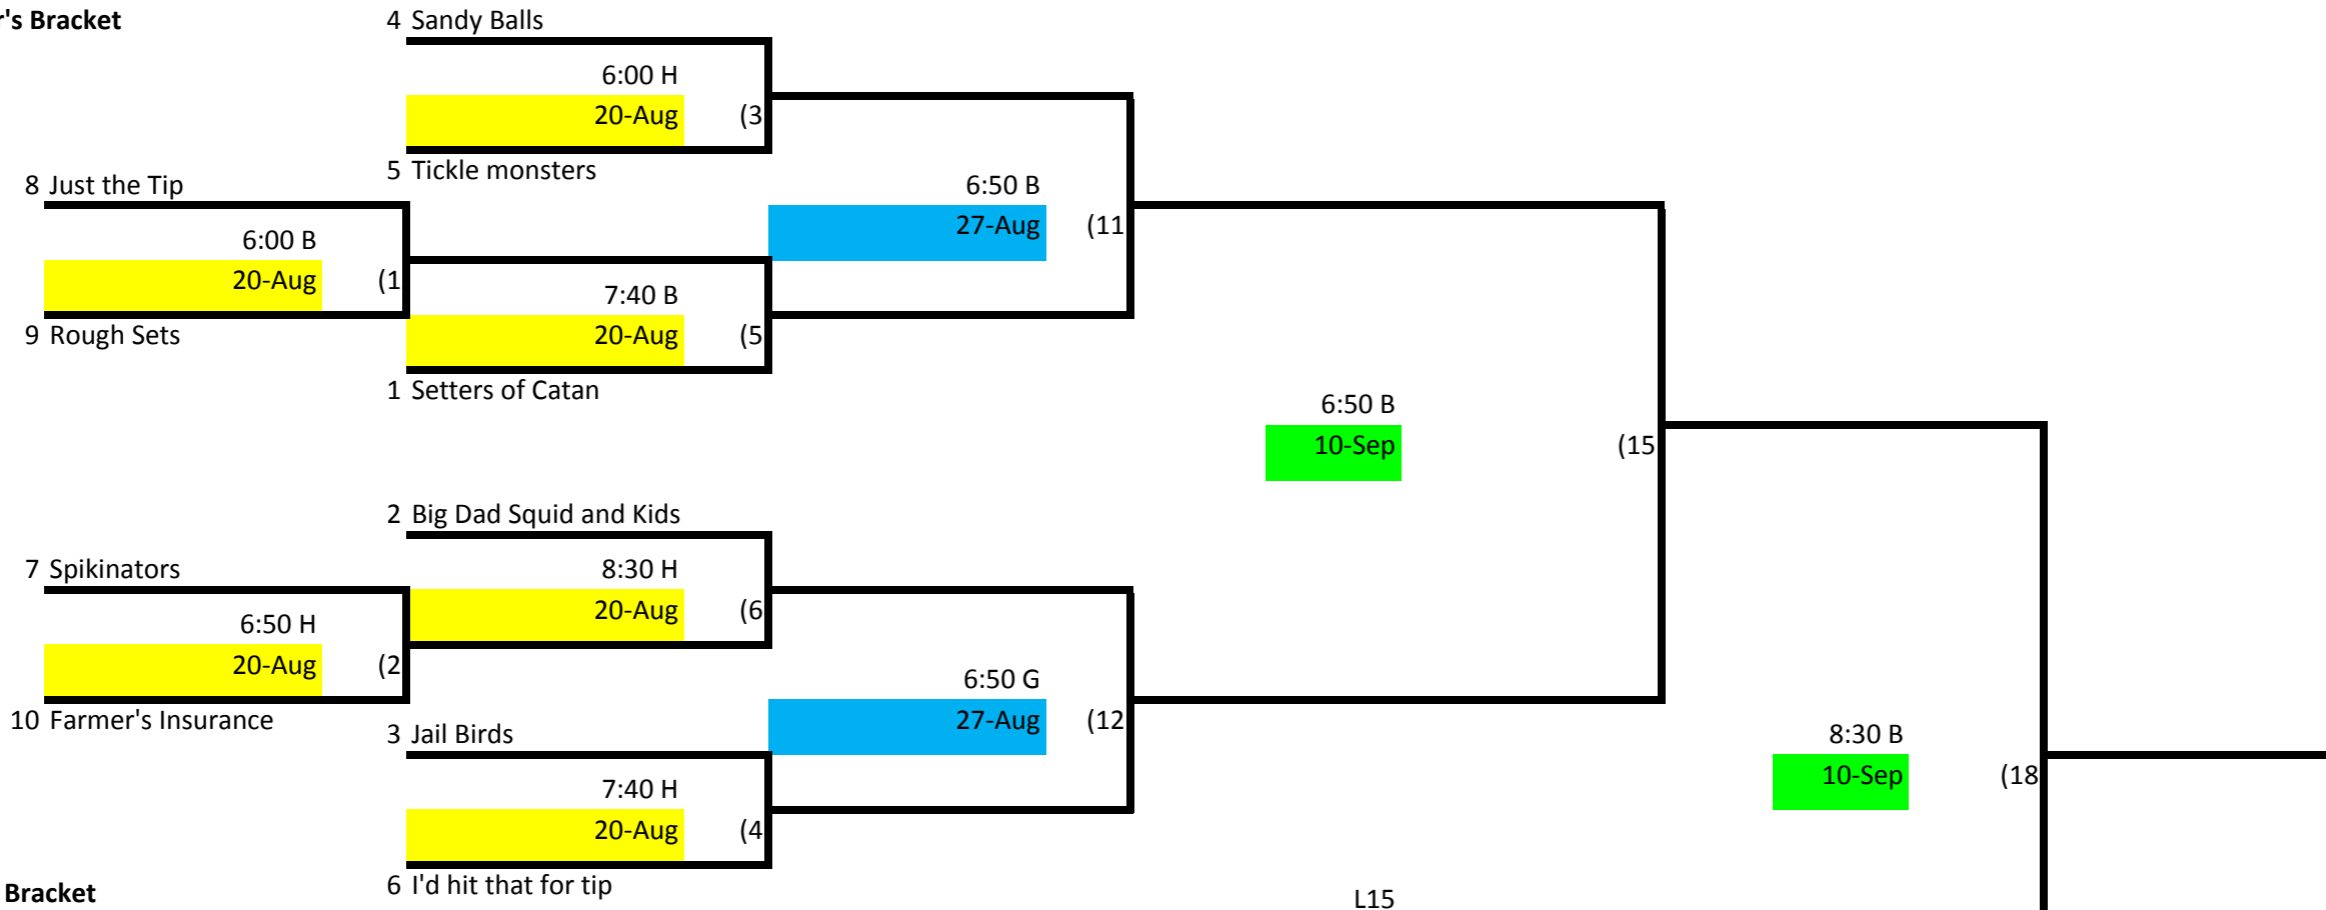 r's Bracket
4 Sandy Balls
6:00 H
20-Aug (3
5 Tickle monsters
8 Just the Tip
6:50 B
27-Aug (11
6:00 B
20-Aug (1
7:40 B
20-Aug (5
9 Rough Sets
1 Setters of Catan
6:50 B
10-Sep (15
2 Big Dad Squid and Kids
7 Spikinators
8:30 H
20-Aug (6
6:50 H
20-Aug (2
6:50 G
27-Aug (12
10 Farmer's Insurance
3 Jail Birds
8:30 B
10-Sep (18
7:40 H
20-Aug (4
6 I'd hit that for tip
Bracket
L15